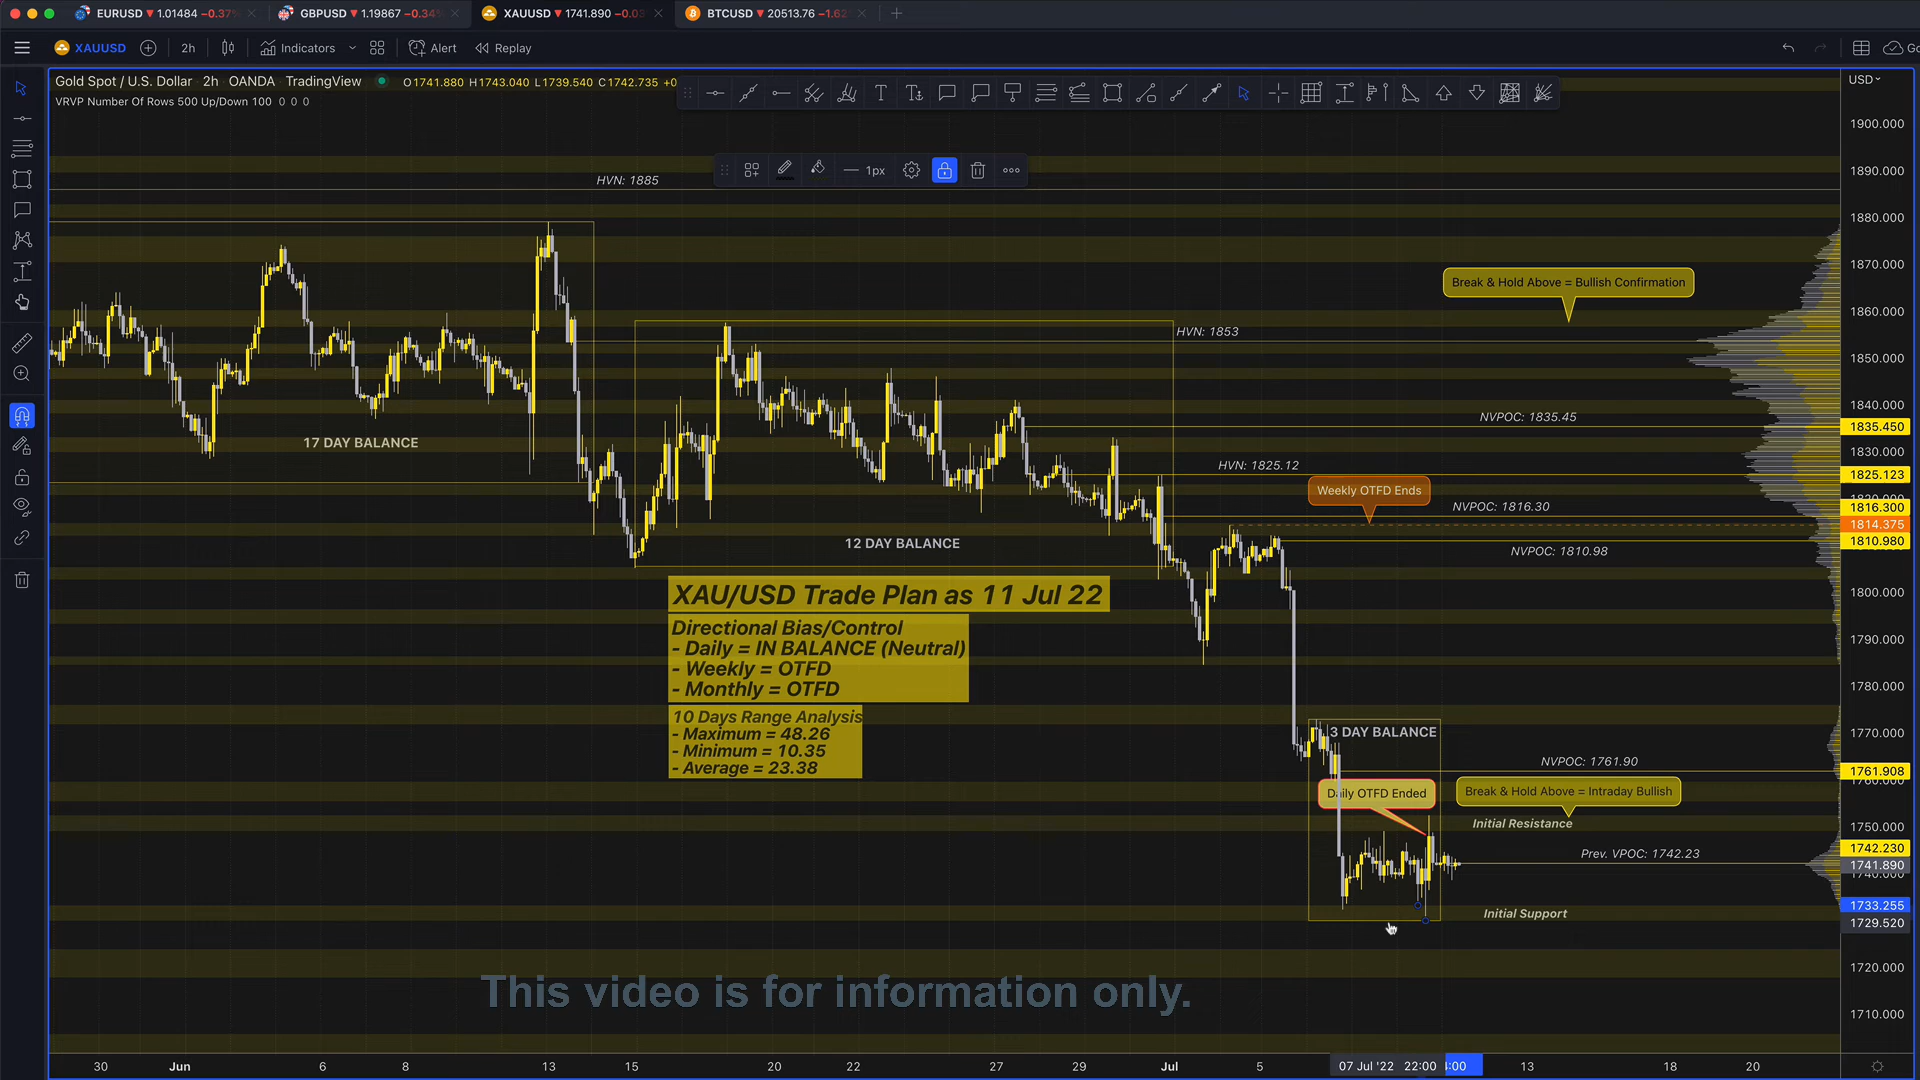 EURUSD ▼ 1.01484 −0.37%
GBPUSD ▼ 1.19867 −0.34%
XAUUSD ▼ 1741.890 −0.03
BTCUSD ▼ 20513.76 −1.62
XAUUSD
2h
Indicators
Alert
Replay
Gold Spot / U.S. Dollar · 2h · OANDA · TradingView
O1741.880 H1743.040 L1739.540 C1742.735 +0
VRVP Number Of Rows 500 Up/Down 100 0 0 0
USD
1px
HVN: 1885
Break & Hold Above = Bullish Confirmation
HVN: 1853
NVPOC: 1835.45
17 DAY BALANCE
HVN: 1825.12
Weekly OTFD Ends
NVPOC: 1816.30
12 DAY BALANCE
NVPOC: 1810.98
XAU/USD Trade Plan as 11 Jul 22
Directional Bias/Control
- Daily = IN BALANCE (Neutral)
- Weekly = OTFD
- Monthly = OTFD
10 Days Range Analysis
- Maximum = 48.26
- Minimum = 10.35
- Average = 23.38
3 DAY BALANCE
NVPOC: 1761.90
Daily OTFD Ended
Break & Hold Above = Intraday Bullish
Initial Resistance
Prev. VPOC: 1742.23
Initial Support
This video is for information only.
1900.000
1890.000
1880.000
1870.000
1860.000
1850.000
1840.000
1835.450
1830.000
1825.123
1820.000
1816.300
1814.375
1810.980
1800.000
1790.000
1780.000
1770.000
1761.908
1760.000
1750.000
1742.230
1741.890
1740.000
1733.255
1729.520
1720.000
1710.000
30 Jun 6 8 13 15 20 22 27 29 Jul 5 07 Jul '22 22:00 :00 13 18 20